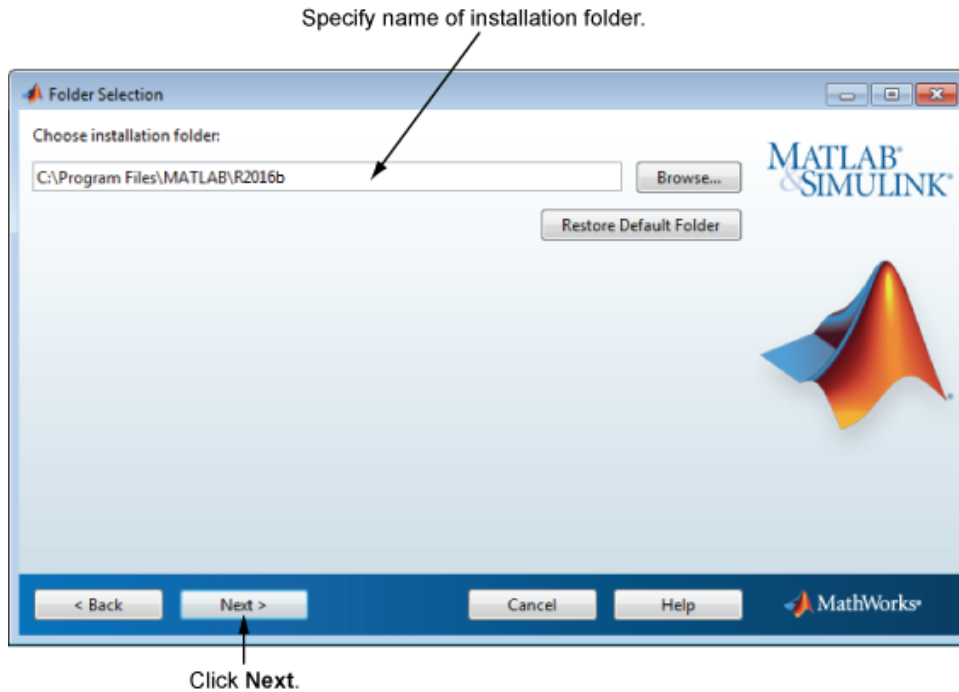 Specify name of installation folder.
Folder Selection
Choose installation folder:
C:\Program Files\MATLAB\R2016b
Browse...
MATLAB®
&SIMULINK®
Restore Default Folder
®
< Back
Next >
Cancel
Help
MathWorks®
Click Next.